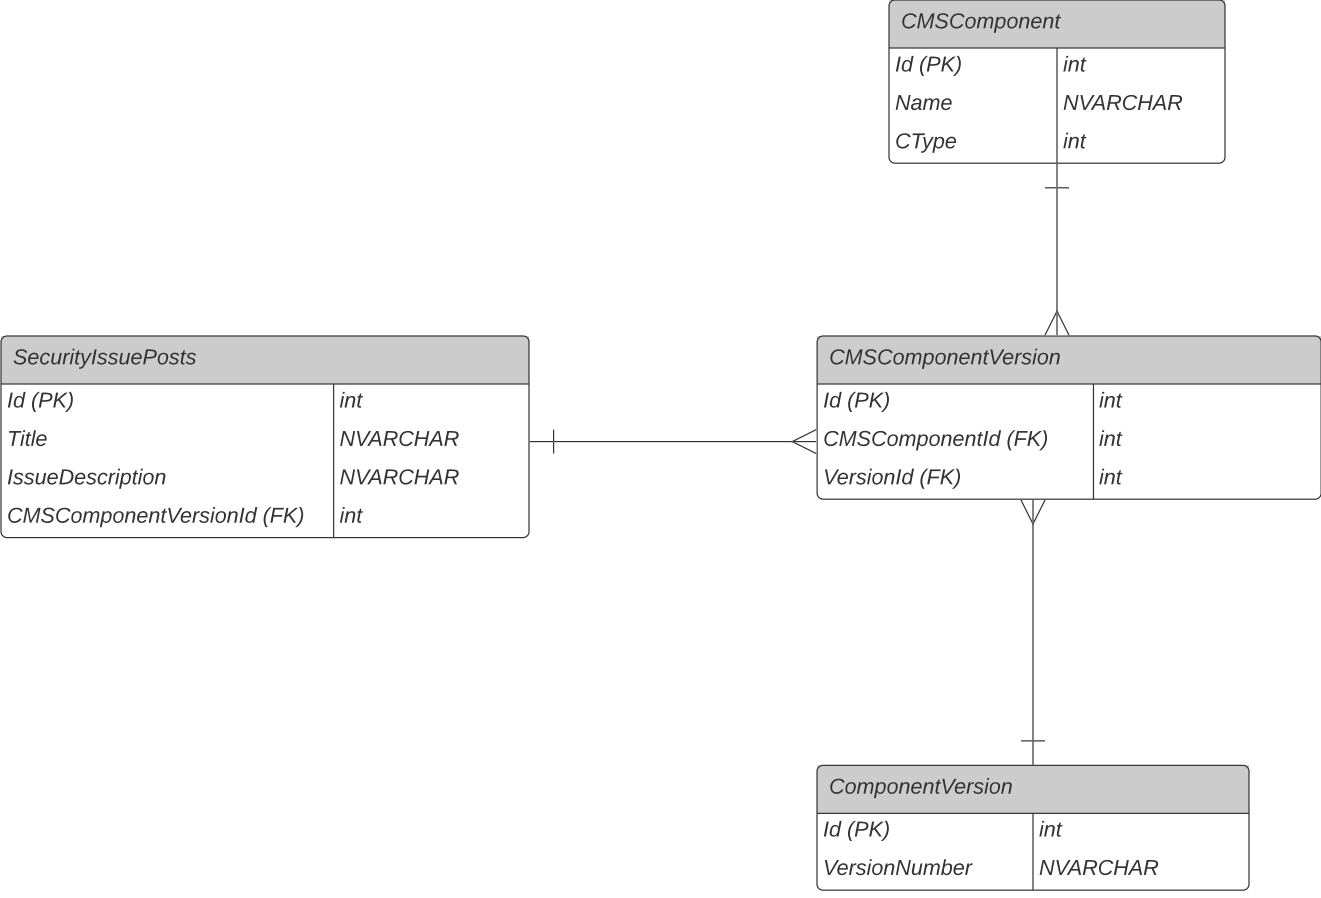 CMSComponent
Id (PK) int
Name NVARCHAR
CType int
SecurityIssuePosts
Id (PK) int
Title NVARCHAR
IssueDescription NVARCHAR
CMSComponentVersionId (FK) int
CMSComponentVersion
Id (PK) int
CMSComponentId (FK) int
VersionId (FK) int
ComponentVersion
Id (PK) int
VersionNumber NVARCHAR